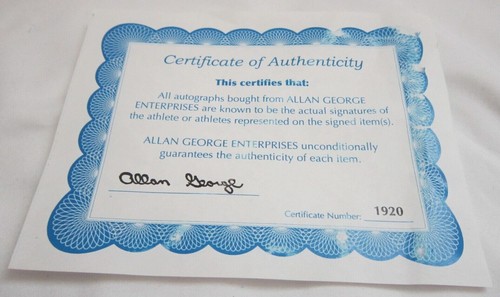 Certificate of Authenticity
This certifies that:
All autographs bought from ALLAN GEORGE
ENTERPRISES are known to be the actual signatures of
the athlete or athletes represented on the signed item(s).
ALLAN GEORGE ENTERPRISES unconditionally
guarantees the authenticity of each item.
Allan George
Certificate Number: 1920